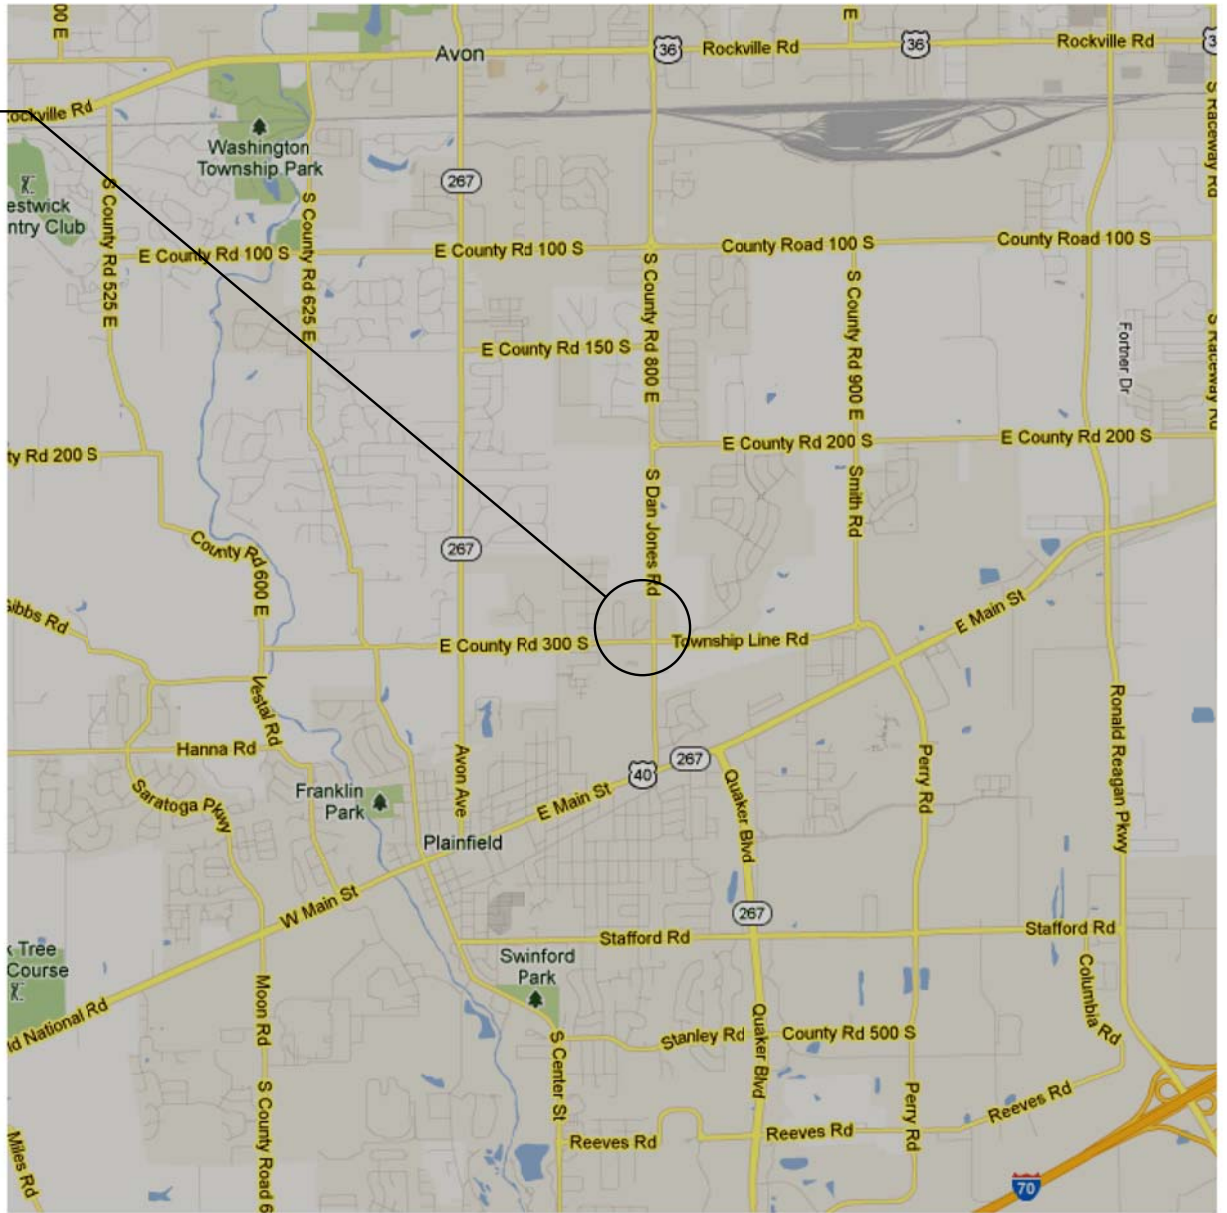 00 E
Avon
36
Rockville Rd
36
Rockville Rd
3
E
ockville Rd
Washington
Township Park
S Raceway Rd
267
estwick
ntry Club
S County Rd 525 E
S County Rd 625 E
E County Rd 100 S
E County Rd 100 S
County Road 100 S
County Road 100 S
S County Rd 800 E
S County Rd 900 E
E County Rd 150 S
Fortner Dr
S Raceway Rd
ty Rd 200 S
E County Rd 200 S
E County Rd 200 S
S Dan Jones Rd
Smith Rd
267
County Rd 600 E
Gibbs Rd
E Main St
E County Rd 300 S
Township Line Rd
Vestal Rd
Hanna Rd
Saratoga Pkwy
Franklin
Park
Avon Ave
40
267
E Main St
Perry Rd
Ronald Reagan Pkwy
Plainfield
Quaker Blvd
W Main St
267
Stafford Rd
Stafford Rd
k Tree
Course
Swinford
Park
Moon Rd
Columbia Rd
ld National Rd
Stanley Rd
County Rd 500 S
Quaker Blvd
S Center St
S County Road 6
Perry Rd
Reeves Rd
Reeves Rd
Reeves Rd
Miles Rd
70